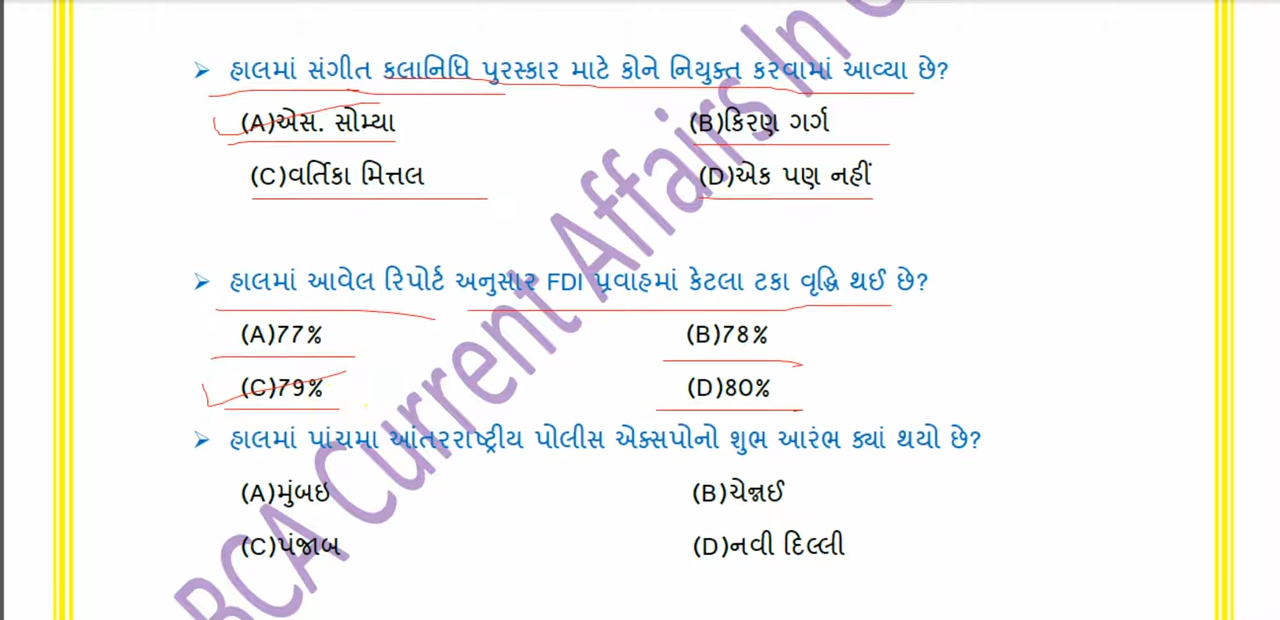 ➢ હાલમાં સંગીત કલાનિધિ પુરસ્કાર માટે કોને નિયુક્ત કરવામાં આવ્યા છે?
(A)એસ. સોમ્યા (B)કિરણ ગર્ગ
(C)વર્તિકા મિત્તલ (D)એક પણ નહીં
➢ હાલમાં આવેલ રિપોર્ટ અનુસાર FDI પ્રવાહમાં કેટલા ટકા વૃદ્ધિ થઈ છે?
(A)77% (B)78%
(C)79% (D)80%
➢ હાલમાં પાંચમા આંતરરાષ્ટ્રીય પોલીસ એક્સપોનો શુભ આરંભ ક્યાં થયો છે?
(A)મુંબઇ (B)ચેન્નઈ
(C)પંજાબ (D)નવી દિલ્લી
BCA Current Affairs In